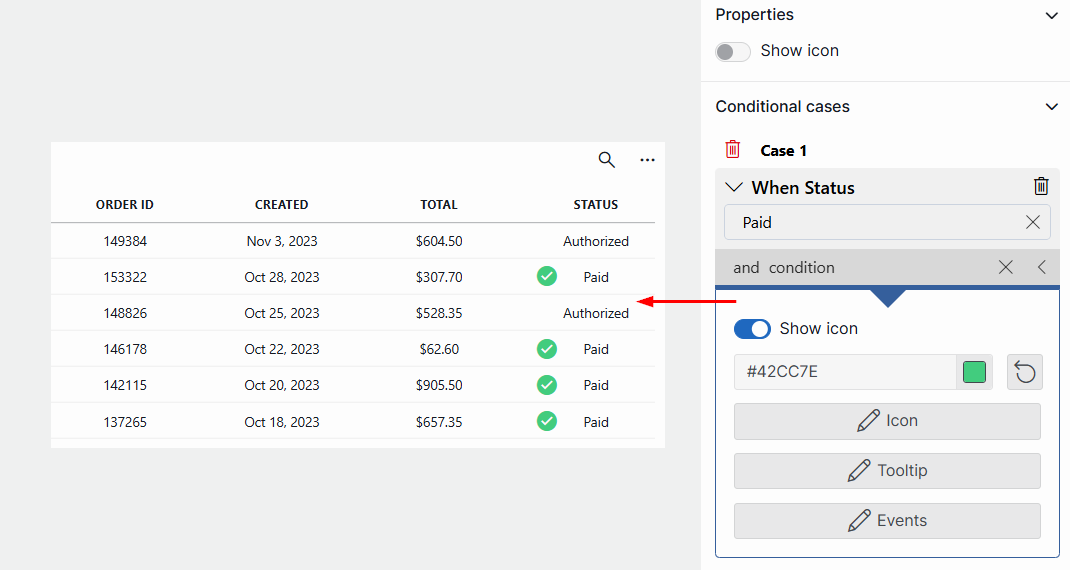 ORDER ID CREATED TOTAL STATUS
149384 Nov 3, 2023 $604.50 Authorized
153322 Oct 28, 2023 $307.70 Paid
148826 Oct 25, 2023 $528.35 Authorized
146178 Oct 22, 2023 $62.60 Paid
142115 Oct 20, 2023 $905.50 Paid
137265 Oct 18, 2023 $657.35 Paid
Properties
Show icon
Conditional cases
Case 1
When Status
Paid
and condition
Show icon
#42CC7E
Icon
Tooltip
Events